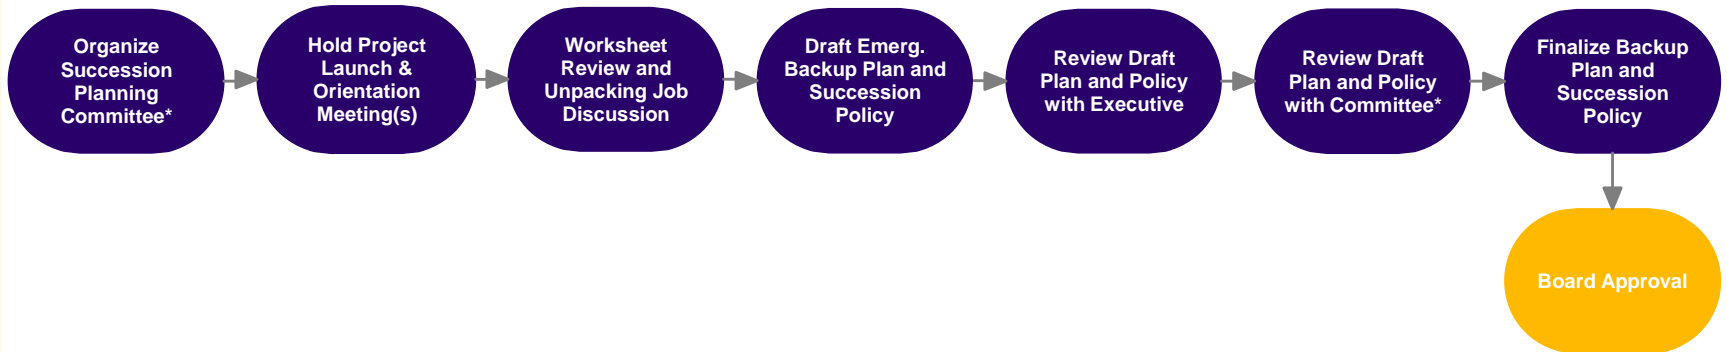 Organize
Succession
Planning
Committee*
Hold Project
Launch &
Orientation
Meeting(s)
Worksheet
Review and
Unpacking Job
Discussion
Draft Emerg.
Backup Plan and
Succession
Policy
Review Draft
Plan and Policy
with Executive
Review Draft
Plan and Policy
with Committee*
Finalize Backup
Plan and
Succession
Policy
Board Approval